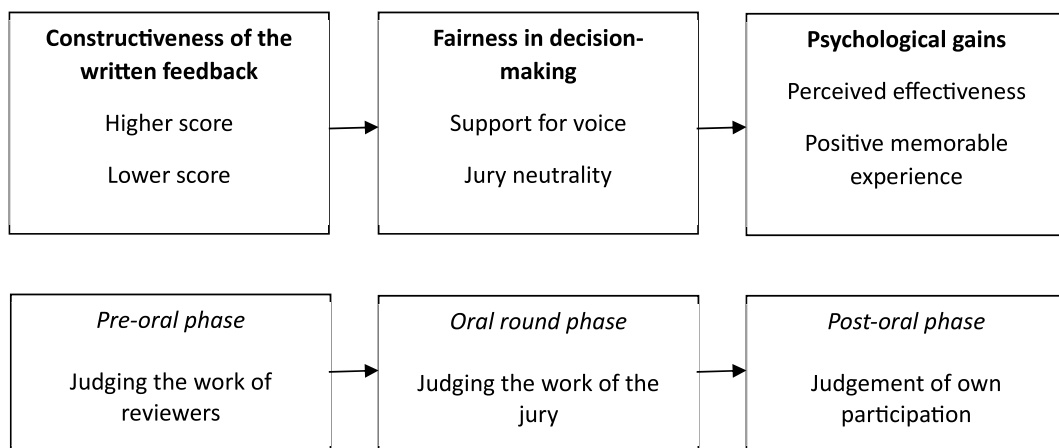 Constructiveness of the
written feedback
Higher score
Lower score
Fairness in decision-
making
Support for voice
Jury neutrality
Psychological gains
Perceived effectiveness
Positive memorable
experience
Pre-oral phase
Judging the work of
reviewers
Oral round phase
Judging the work of the
jury
Post-oral phase
Judgement of own
participation